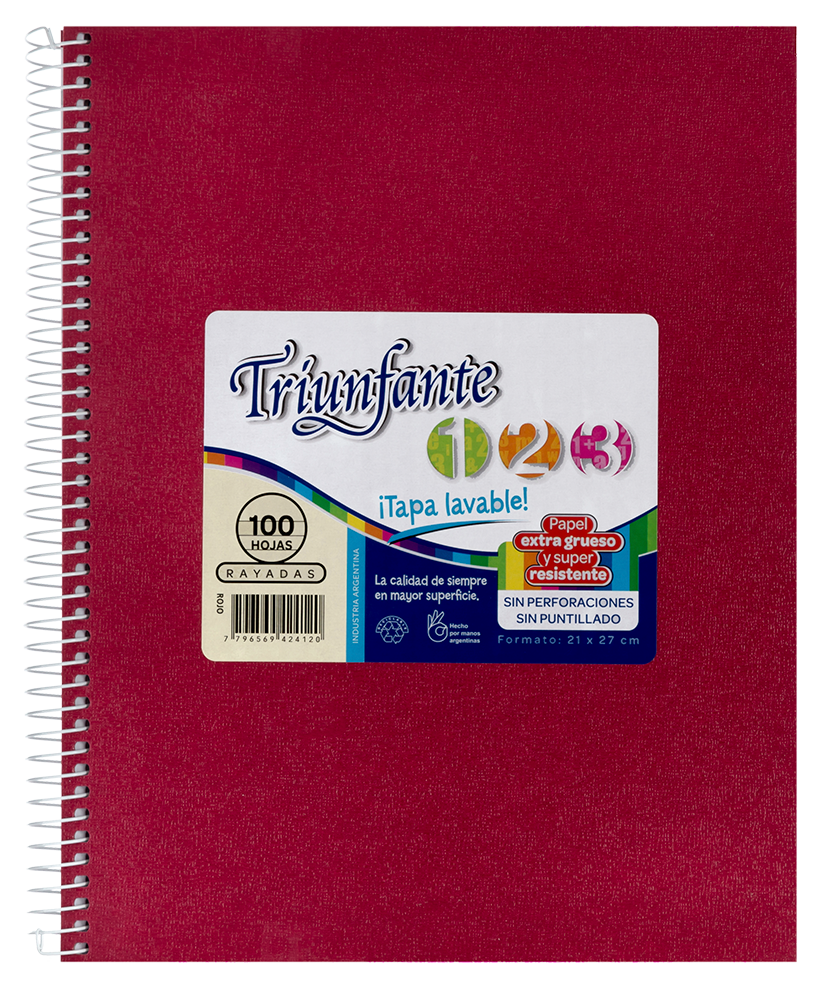 Triunfante
1 2 3
¡Tapa lavable!
100
HOJAS
RAYADAS
ROJO
7 796569 424120
INDUSTRIA ARGENTINA
La calidad de siempre
en mayor superficie.
Hecho
por manos
argentinas
Papel
extra grueso
y super
resistente
SIN PERFORACIONES
SIN PUNTILLADO
Formato: 21 x 27 cm